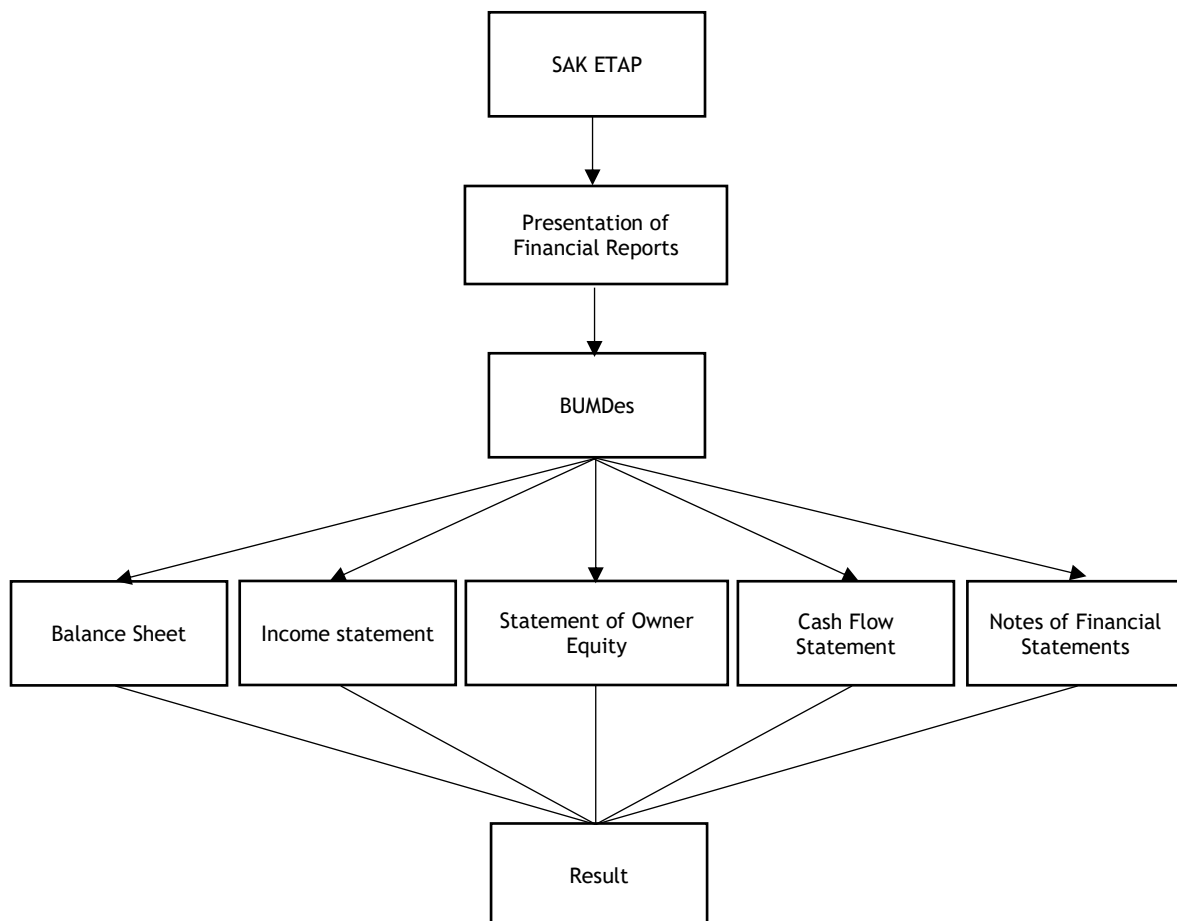 SAK ETAP
Presentation of
Financial Reports
BUMDes
Balance Sheet
Income statement
Statement of Owner
Equity
Cash Flow
Statement
Notes of Financial
Statements
Result